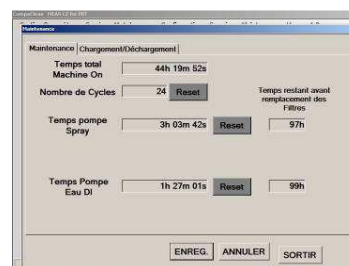 Maintenance
Maintenance
Chargement/Déchargement
Temps total
Machine On
44h 19m 52s
Nombre de Cycles
24
Reset
Temps restant avant
remplacement des
Filtres
Temps pompe
Spray
3h 03m 42s
Reset
97h
Temps Pompe
Eau DI
1h 27m 01s
Reset
99h
ENREG.
ANNULER
SORTIR